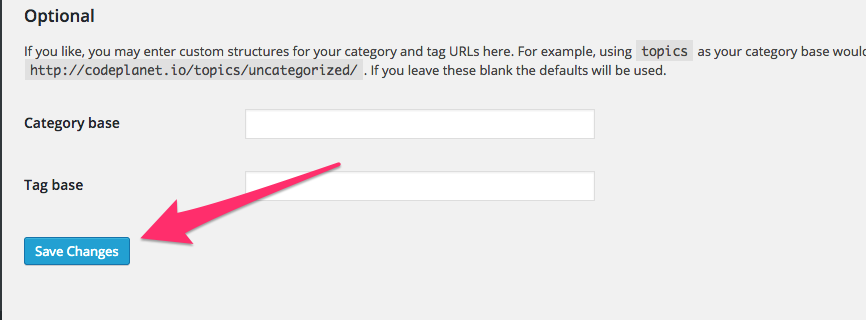 Optional
If you like, you may enter custom structures for your category and tag URLs here. For example, using topics as your category base would
http://codeplanet.io/topics/uncategorized/ . If you leave these blank the defaults will be used.
Category base
Tag base
Save Changes